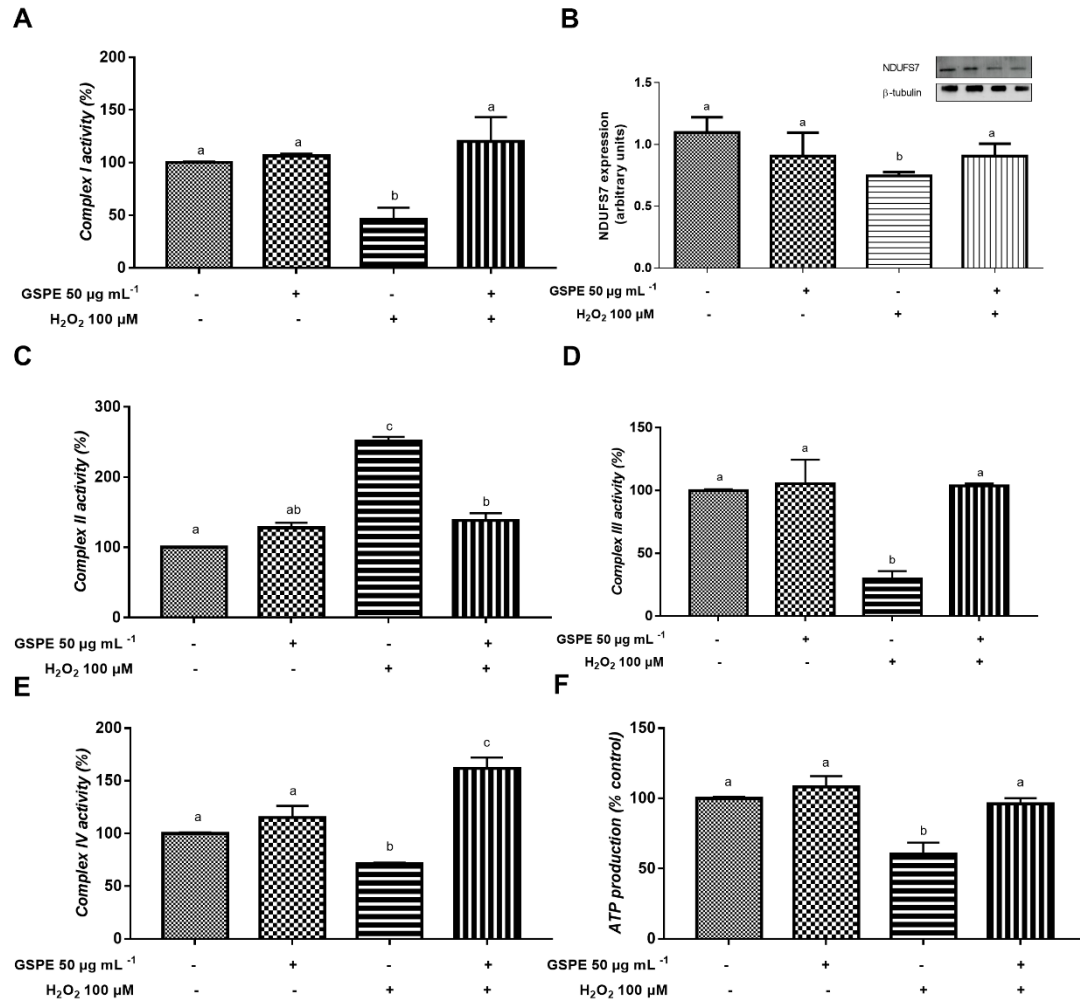 A
Complex I activity (%)
200
150
100
50
0
a
a
b
a
GSPE 50 µg mL⁻¹ - + - +
H₂O₂ 100 µM - - + +
B
NDUFS7
β-tubulin
NDUFS7 expression
(arbitrary units)
1.5
1.0
0.5
0.0
a
a
b
a
GSPE 50 µg mL⁻¹ - + - +
H₂O₂ 100 µM - - + +
C
Complex II activity (%)
300
200
100
0
a
ab
c
b
GSPE 50 µg mL ⁻¹ - + - +
H₂O₂ 100 µM - - + +
D
Complex III activity (%)
150
100
50
0
a
a
b
a
GSPE 50 µg mL ⁻¹ - + - +
H₂O₂ 100 µM - - + +
E
Complex IV activity (%)
200
150
100
50
0
a
a
b
c
GSPE 50 µg mL ⁻¹ - + - +
H₂O₂ 100 µM - - + +
F
ATP production (% control)
150
100
50
0
a
a
b
a
GSPE 50 µg mL⁻¹ - + - +
H₂O₂ 100 µM - - + +